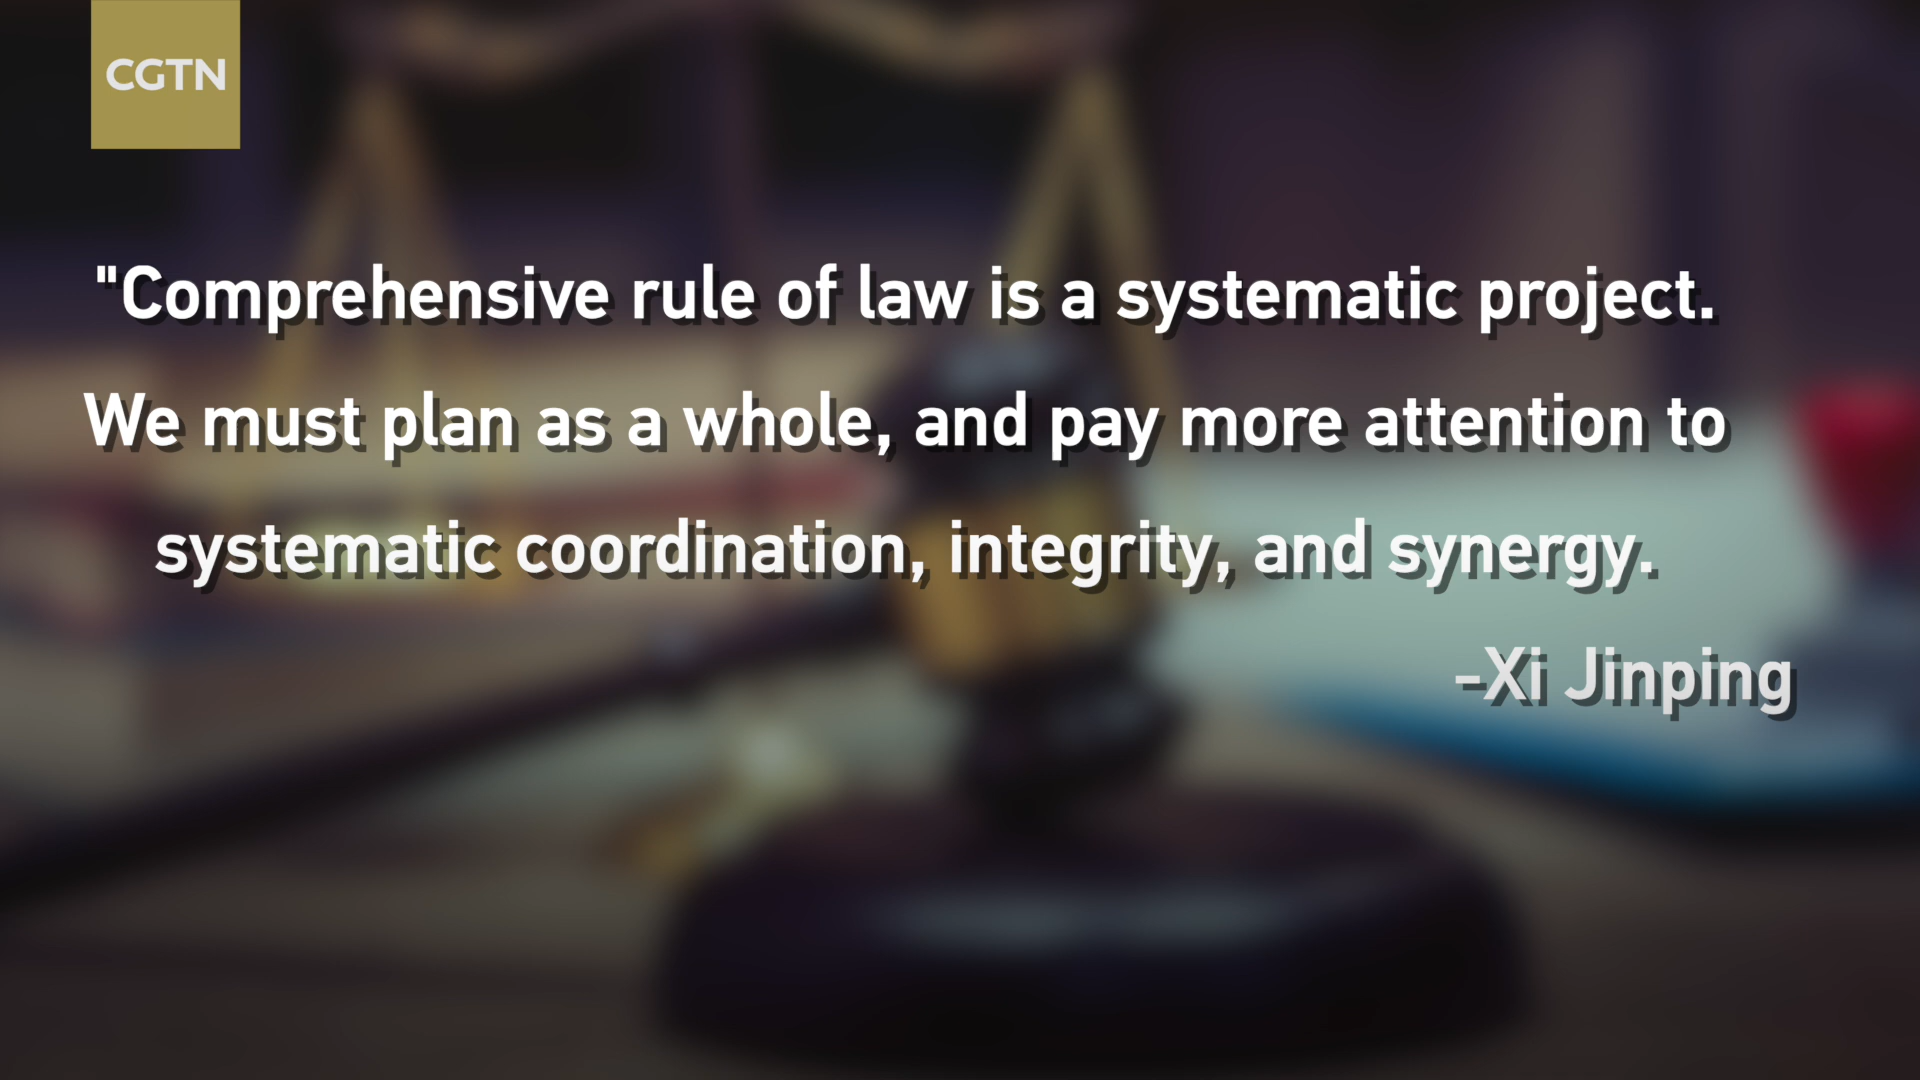 CGTN
"Comprehensive rule of law is a systematic project.
We must plan as a whole, and pay more attention to
systematic coordination, integrity, and synergy.
-Xi Jinping